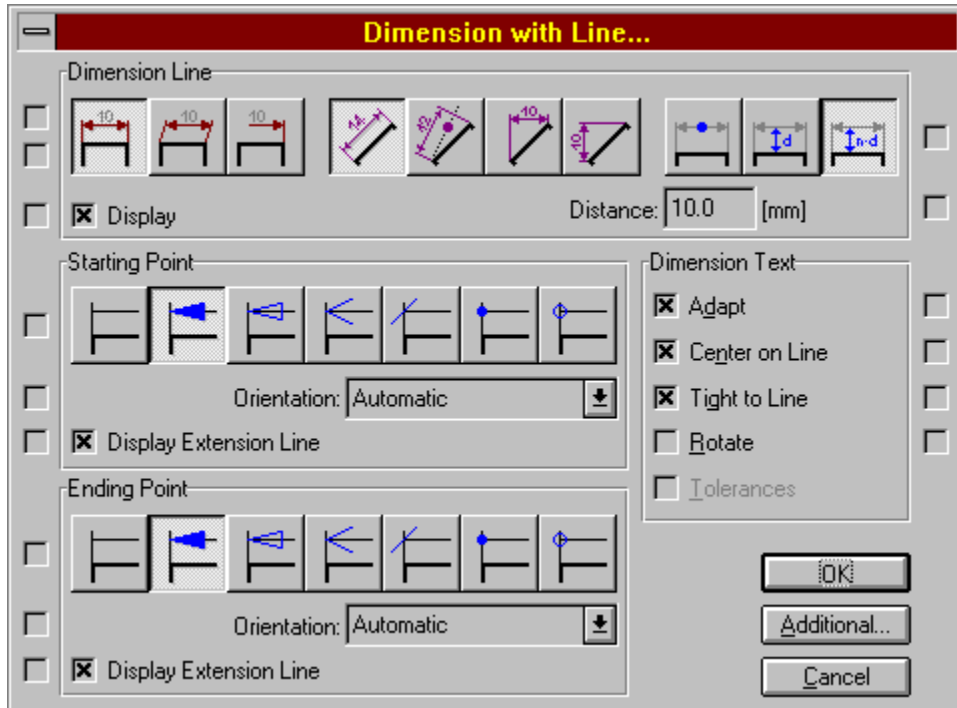 Dimension with Line...
Dimension Line
10 10 10 14 12 10 10 d n·d
Display
Distance: 10.0 [mm]
Starting Point
Orientation: Automatic
Display Extension Line
Dimension Text
Adapt
Center on Line
Tight to Line
Rotate
Tolerances
Ending Point
Orientation: Automatic
Display Extension Line
OK
Additional...
Cancel